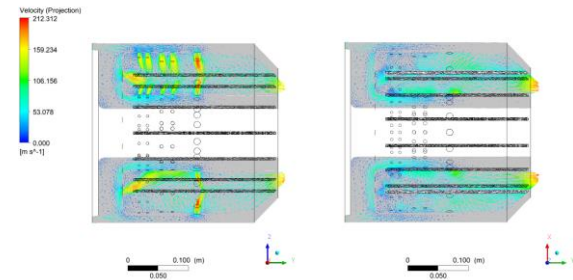 Velocity (Projection)
212.312
159.234
106.156
53.078
0.000
[m s^-1]
0 0.100 (m)
0.050
0 0.100 (m)
0.050